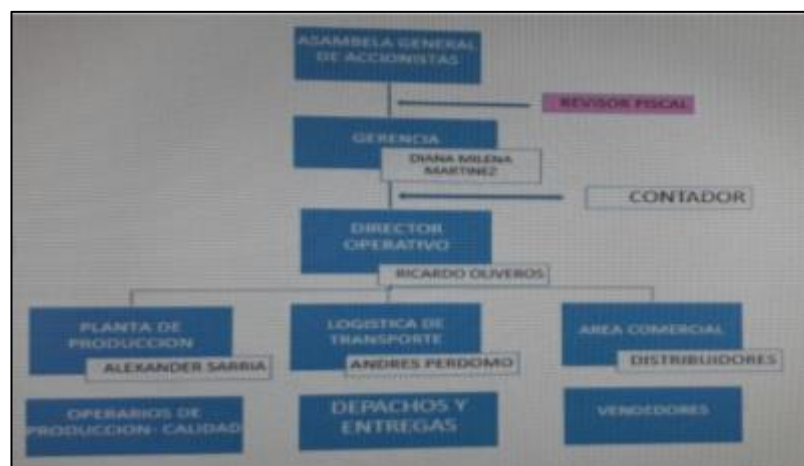 ASAMBELA GENERAL
DE ACCIONISTAS
REVISOR FISCAL
GERENCIA
DIANA MILENA
MARTINEZ
CONTADOR
DIRECTOR
OPERATIVO
RICARDO OLIVEROS
PLANTA DE
PRODUCCION
ALEXANDER SARRIA
LOGISTICA DE
TRANSPORTE
ANDRES PERDOMO
AREA COMERCIAL
DISTRIBUIDORES
OPERARIOS DE
PRODUCCION- CALIDAD
DEPACHOS Y
ENTREGAS
VENDEDORES